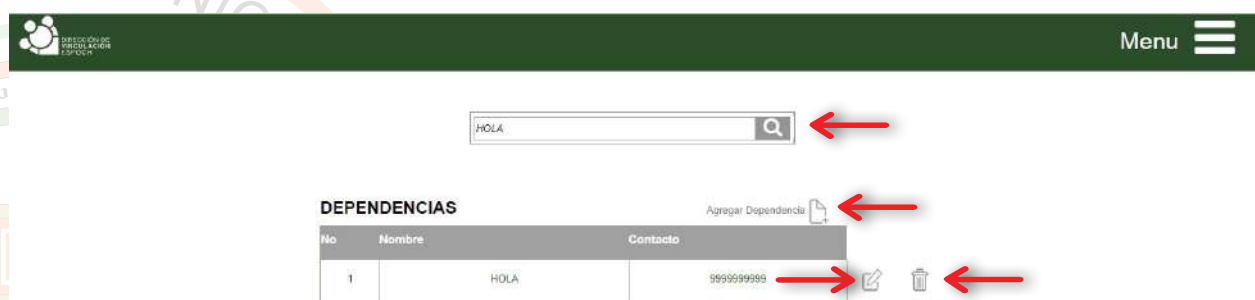 DIRECCIÓN DE
VINCULACIÓN
ESPOCH
Menu
HOLA
DEPENDENCIAS
Agregar Dependencia
No Nombre Contacto
1 HOLA 9999999999